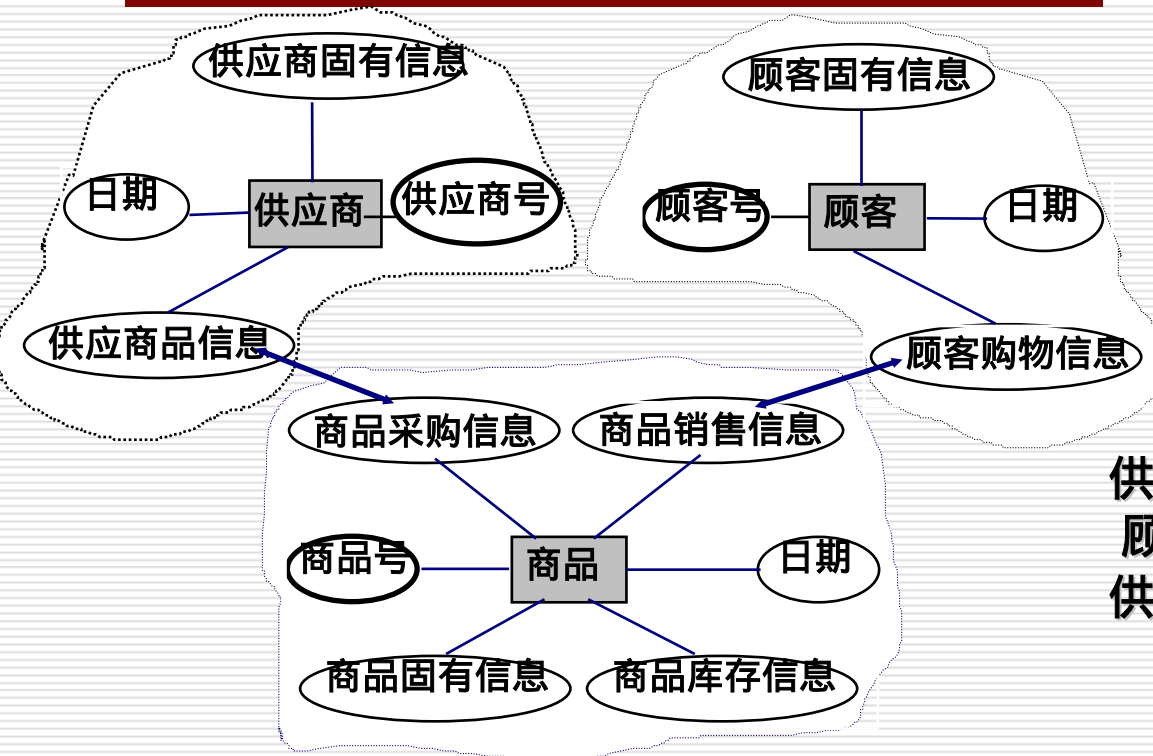 供应商固有信息
顾客固有信息
日期
供应商
供应商号
顾客号
顾客
日期
供应商品信息
顾客购物信息
商品采购信息
商品销售信息
供
顾
供
商品号
商品
日期
商品固有信息
商品库存信息